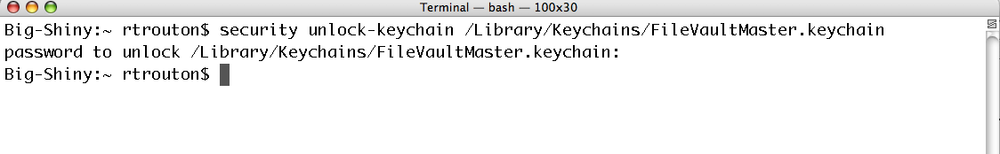 Terminal — bash — 100x30
Big-Shiny:~ rtrouton$ security unlock-keychain /Library/Keychains/FileVaultMaster.keychain
password to unlock /Library/Keychains/FileVaultMaster.keychain:
Big-Shiny:~ rtrouton$